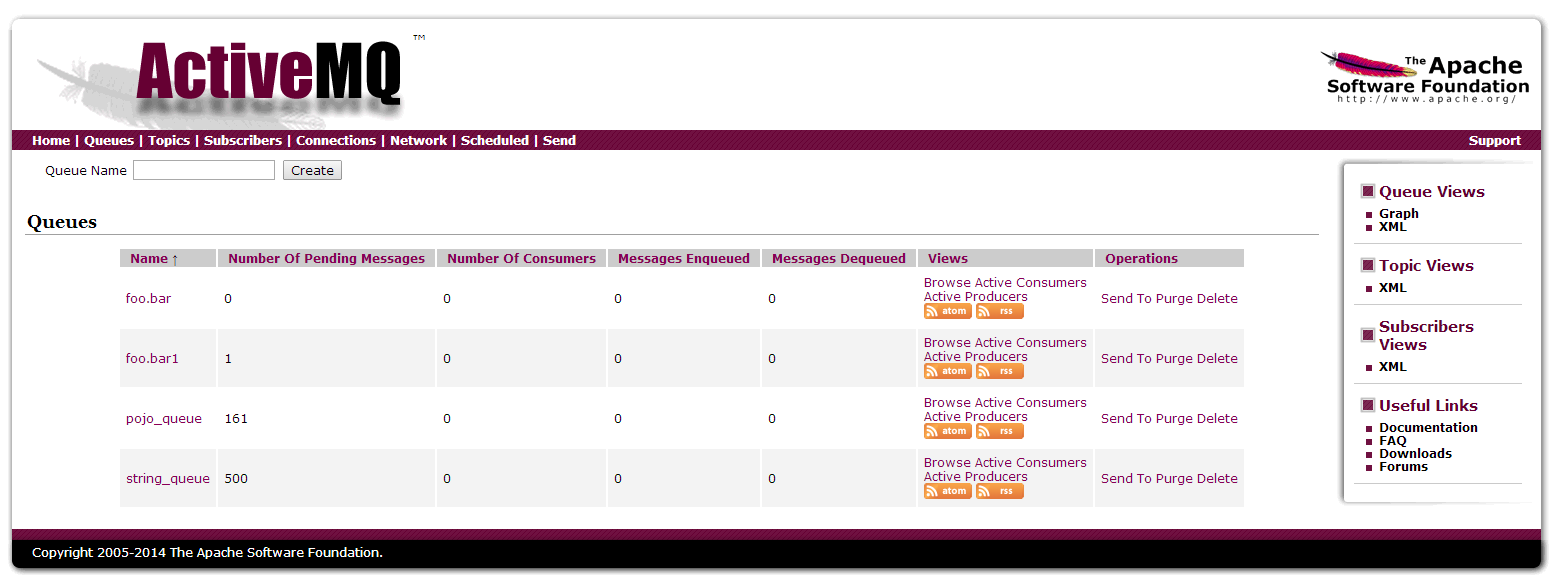 ActiveMQ ™
The Apache
Software Foundation
http://www.apache.org/
Home | Queues | Topics | Subscribers | Connections | Network | Scheduled | Send
Support
Queue Name Create
Queues
Name ↑ Number Of Pending Messages Number Of Consumers Messages Enqueued Messages Dequeued Views Operations
foo.bar 0 0 0 0 Browse Active Consumers
Active Producers
atom rss
Send To Purge Delete
foo.bar1 1 0 0 0 Browse Active Consumers
Active Producers
atom rss
Send To Purge Delete
pojo_queue 161 0 0 0 Browse Active Consumers
Active Producers
atom rss
Send To Purge Delete
string_queue 500 0 0 0 Browse Active Consumers
Active Producers
atom rss
Send To Purge Delete
Queue Views
Graph
XML
Topic Views
XML
Subscribers
Views
XML
Useful Links
Documentation
FAQ
Downloads
Forums
Copyright 2005-2014 The Apache Software Foundation.